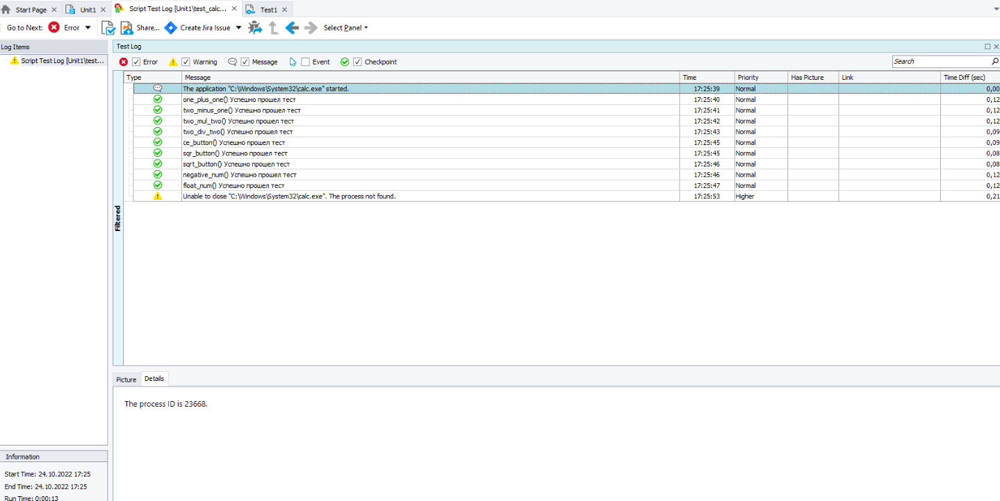 Start Page
Unit1
Script Test Log [Unit1\test_calc...
Test1
Go to Next: Error
Share...
Create Jira Issue
Select Panel
Log Items
Test Log
Script Test Log [Unit1\test...
Error Warning Message Event Checkpoint
Search
Type Message Time Priority Has Picture Link Time Diff (sec)
The application "C:\Windows\System32\calc.exe" started. 17:25:39 Normal 0,00
one_plus_one() Успешно прошел тест 17:25:40 Normal 0,12
two_minus_one() Успешно прошел тест 17:25:41 Normal 0,12
two_mul_two() Успешно прошел тест 17:25:42 Normal 0,12
two_div_two() Успешно прошел тест 17:25:43 Normal 0,09
ce_button() Успешно прошел тест 17:25:45 Normal 0,09
sqr_button() Успешно прошел тест 17:25:45 Normal 0,08
sqrt_button() Успешно прошел тест 17:25:46 Normal 0,08
negative_num() Успешно прошел тест 17:25:46 Normal 0,12
float_num() Успешно прошел тест 17:25:47 Normal 0,12
Unable to close "C:\Windows\System32\calc.exe". The process not found. 17:25:53 Higher 0,21
Filtered
Picture Details
The process ID is 23668.
Information
Start Time: 24.10.2022 17:25
End Time: 24.10.2022 17:25
Run Time: 0:00:13